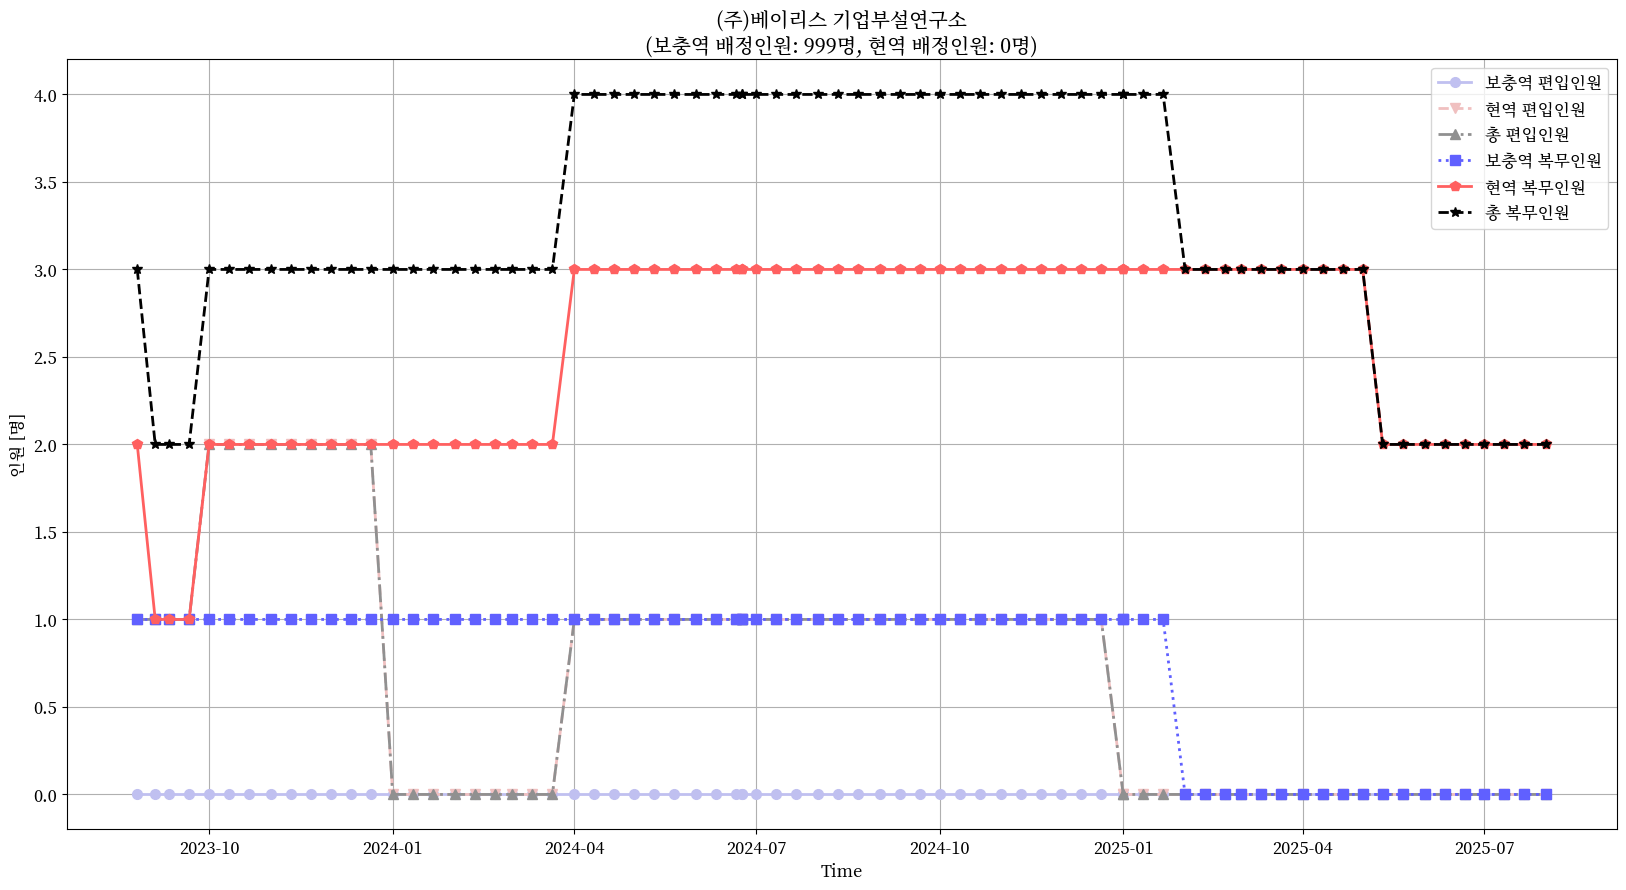 (주)베이리스 기업부설연구소
(보충역 배정인원: 999명, 현역 배정인원: 0명)
보충역 편입인원
현역 편입인원
총 편입인원
보충역 복무인원
현역 복무인원
총 복무인원
인원 [명]
4.0
3.5
3.0
2.5
2.0
1.5
1.0
0.5
0.0
2023-10 2024-01 2024-04 2024-07 2024-10 2025-01 2025-04 2025-07
Time